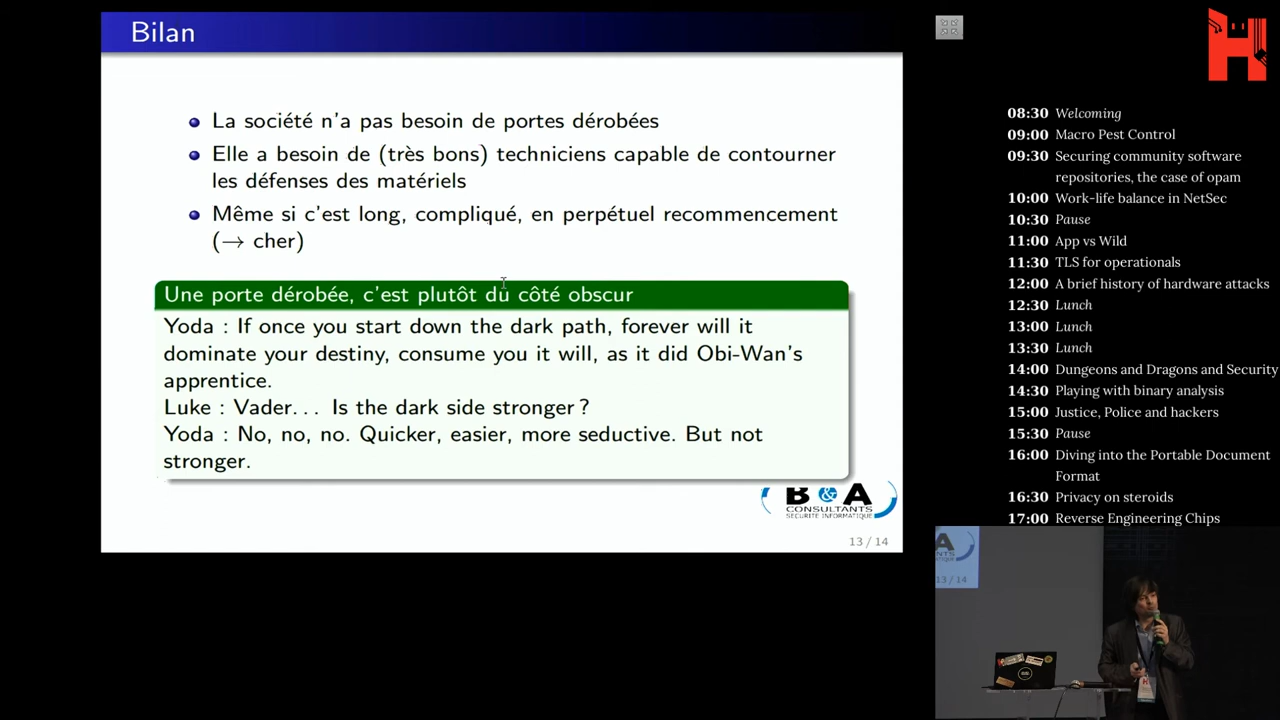 Bilan
La société n'a pas besoin de portes dérobées
Elle a besoin de (très bons) techniciens capable de contourner
les défenses des matériels
Même si c'est long, compliqué, en perpétuel recommencement
(→ cher)
Une porte dérobée, c'est plutôt du côté obscur
Yoda : If once you start down the dark path, forever will it
dominate your destiny, consume you it will, as it did Obi-Wan's
apprentice.
Luke : Vader... Is the dark side stronger ?
Yoda : No, no, no. Quicker, easier, more seductive. But not
stronger.
B & A
CONSULTANTS
SÉCURITÉ INFORMATIQUE
13 / 14
08:30 Welcoming
09:00 Macro Pest Control
09:30 Securing community software
repositories, the case of opam
10:00 Work-life balance in NetSec
10:30 Pause
11:00 App vs Wild
11:30 TLS for operationals
12:00 A brief history of hardware attacks
12:30 Lunch
13:00 Lunch
13:30 Lunch
14:00 Dungeons and Dragons and Security
14:30 Playing with binary analysis
15:00 Justice, Police and hackers
15:30 Pause
16:00 Diving into the Portable Document
Format
16:30 Privacy on steroids
17:00 Reverse Engineering Chips
A
NTS
13 / 14